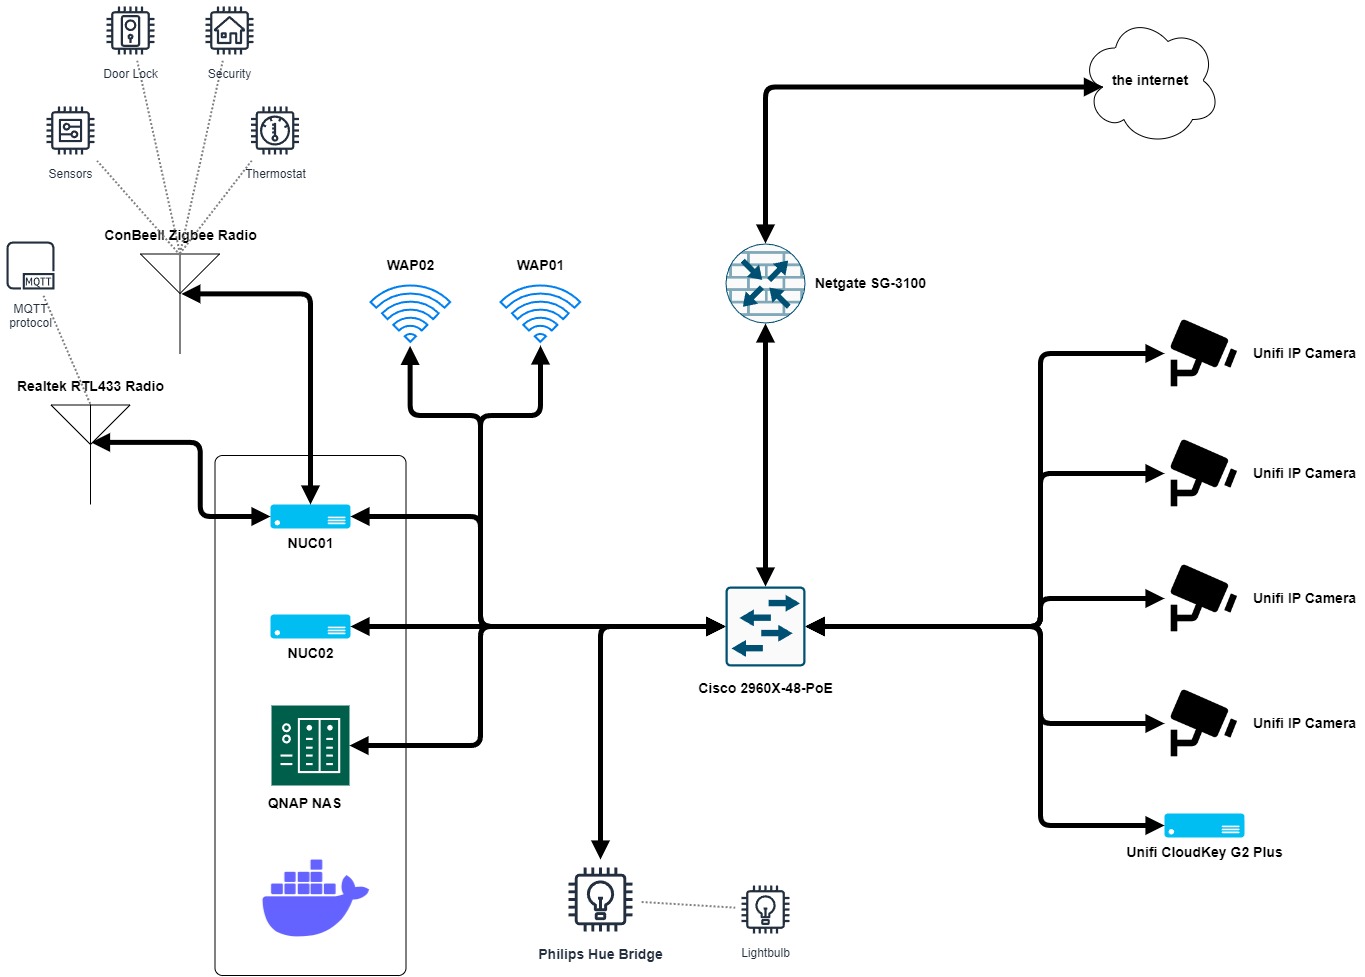 Door Lock
Security
Sensors
Thermostat
the internet
ConBeeII Zigbee Radio
MQTT
MQTT
protocol
WAP02
WAP01
Netgate SG-3100
Realtek RTL433 Radio
Unifi IP Camera
Unifi IP Camera
NUC01
Unifi IP Camera
NUC02
Cisco 2960X-48-PoE
Unifi IP Camera
QNAP NAS
Unifi CloudKey G2 Plus
Philips Hue Bridge
Lightbulb